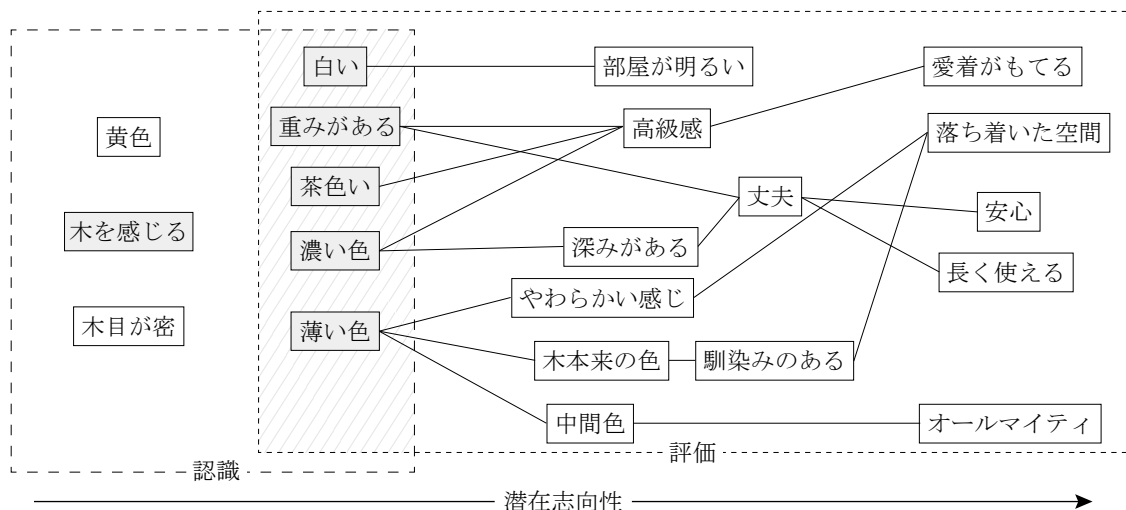 白い
部屋が明るい
愛着がもてる
黄色
重みがある
高級感
落ち着いた空間
茶色い
丈夫
安心
木を感じる
濃い色
深みがある
長く使える
やわらかい感じ
木目が密
薄い色
木本来の色
馴染みのある
中間色
オールマイティ
評価
認識
潜在志向性